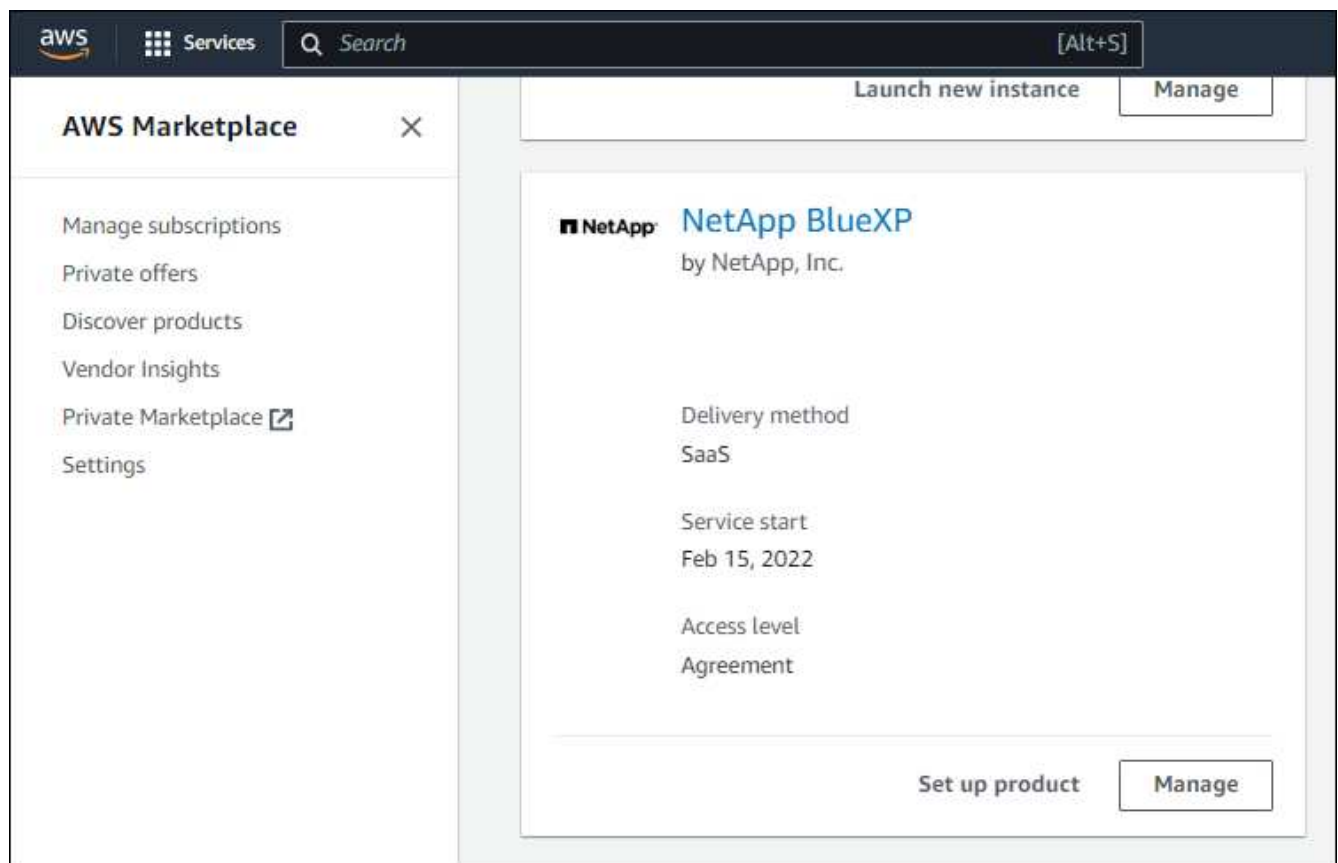 aws
Services
Search
[Alt+S]
AWS Marketplace
Manage subscriptions
Private offers
Discover products
Vendor Insights
Private Marketplace
Settings
Launch new instance
Manage
NetApp
NetApp BlueXP
by NetApp, Inc.
Delivery method
SaaS
Service start
Feb 15, 2022
Access level
Agreement
Set up product
Manage